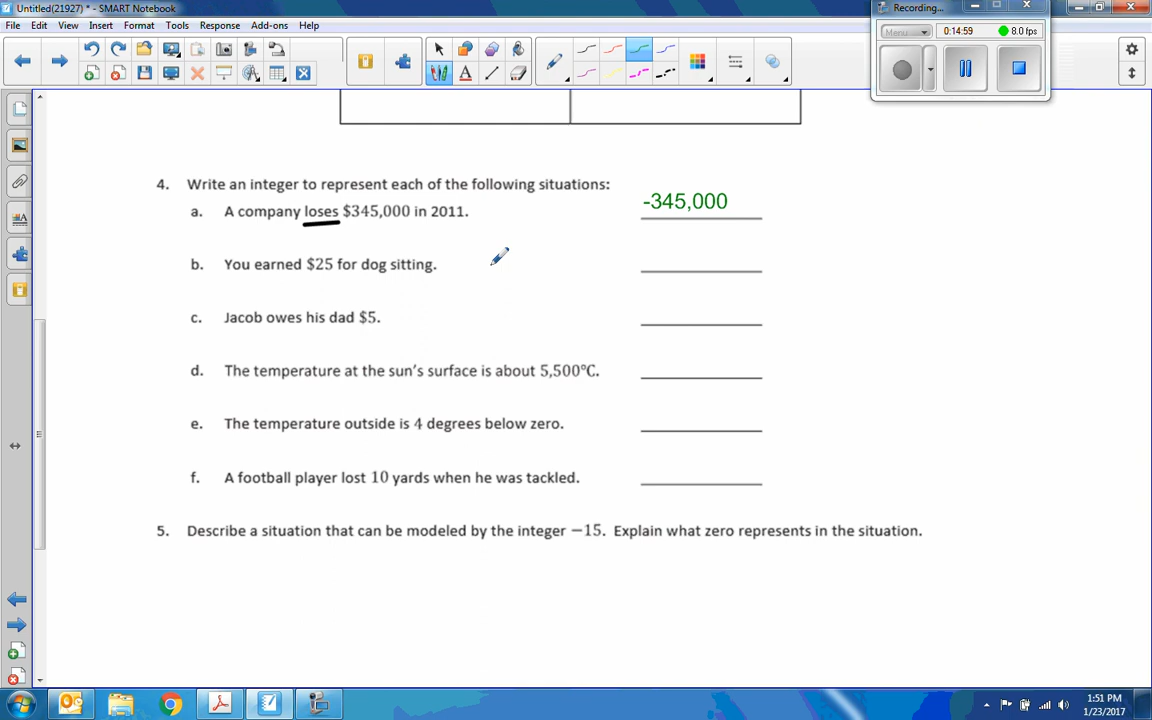 Untitled(21927) * - SMART Notebook
Recording...
File Edit View Insert Format Tools Response Add-ons Help
Menu 0:14:59 8.0 fps
4. Write an integer to represent each of the following situations:
a. A company loses $345,000 in 2011. -345,000
b. You earned $25 for dog sitting.
c. Jacob owes his dad $5.
d. The temperature at the sun's surface is about 5,500℃.
e. The temperature outside is 4 degrees below zero.
f. A football player lost 10 yards when he was tackled.
5. Describe a situation that can be modeled by the integer −15. Explain what zero represents in the situation.
1:51 PM
1/23/2017